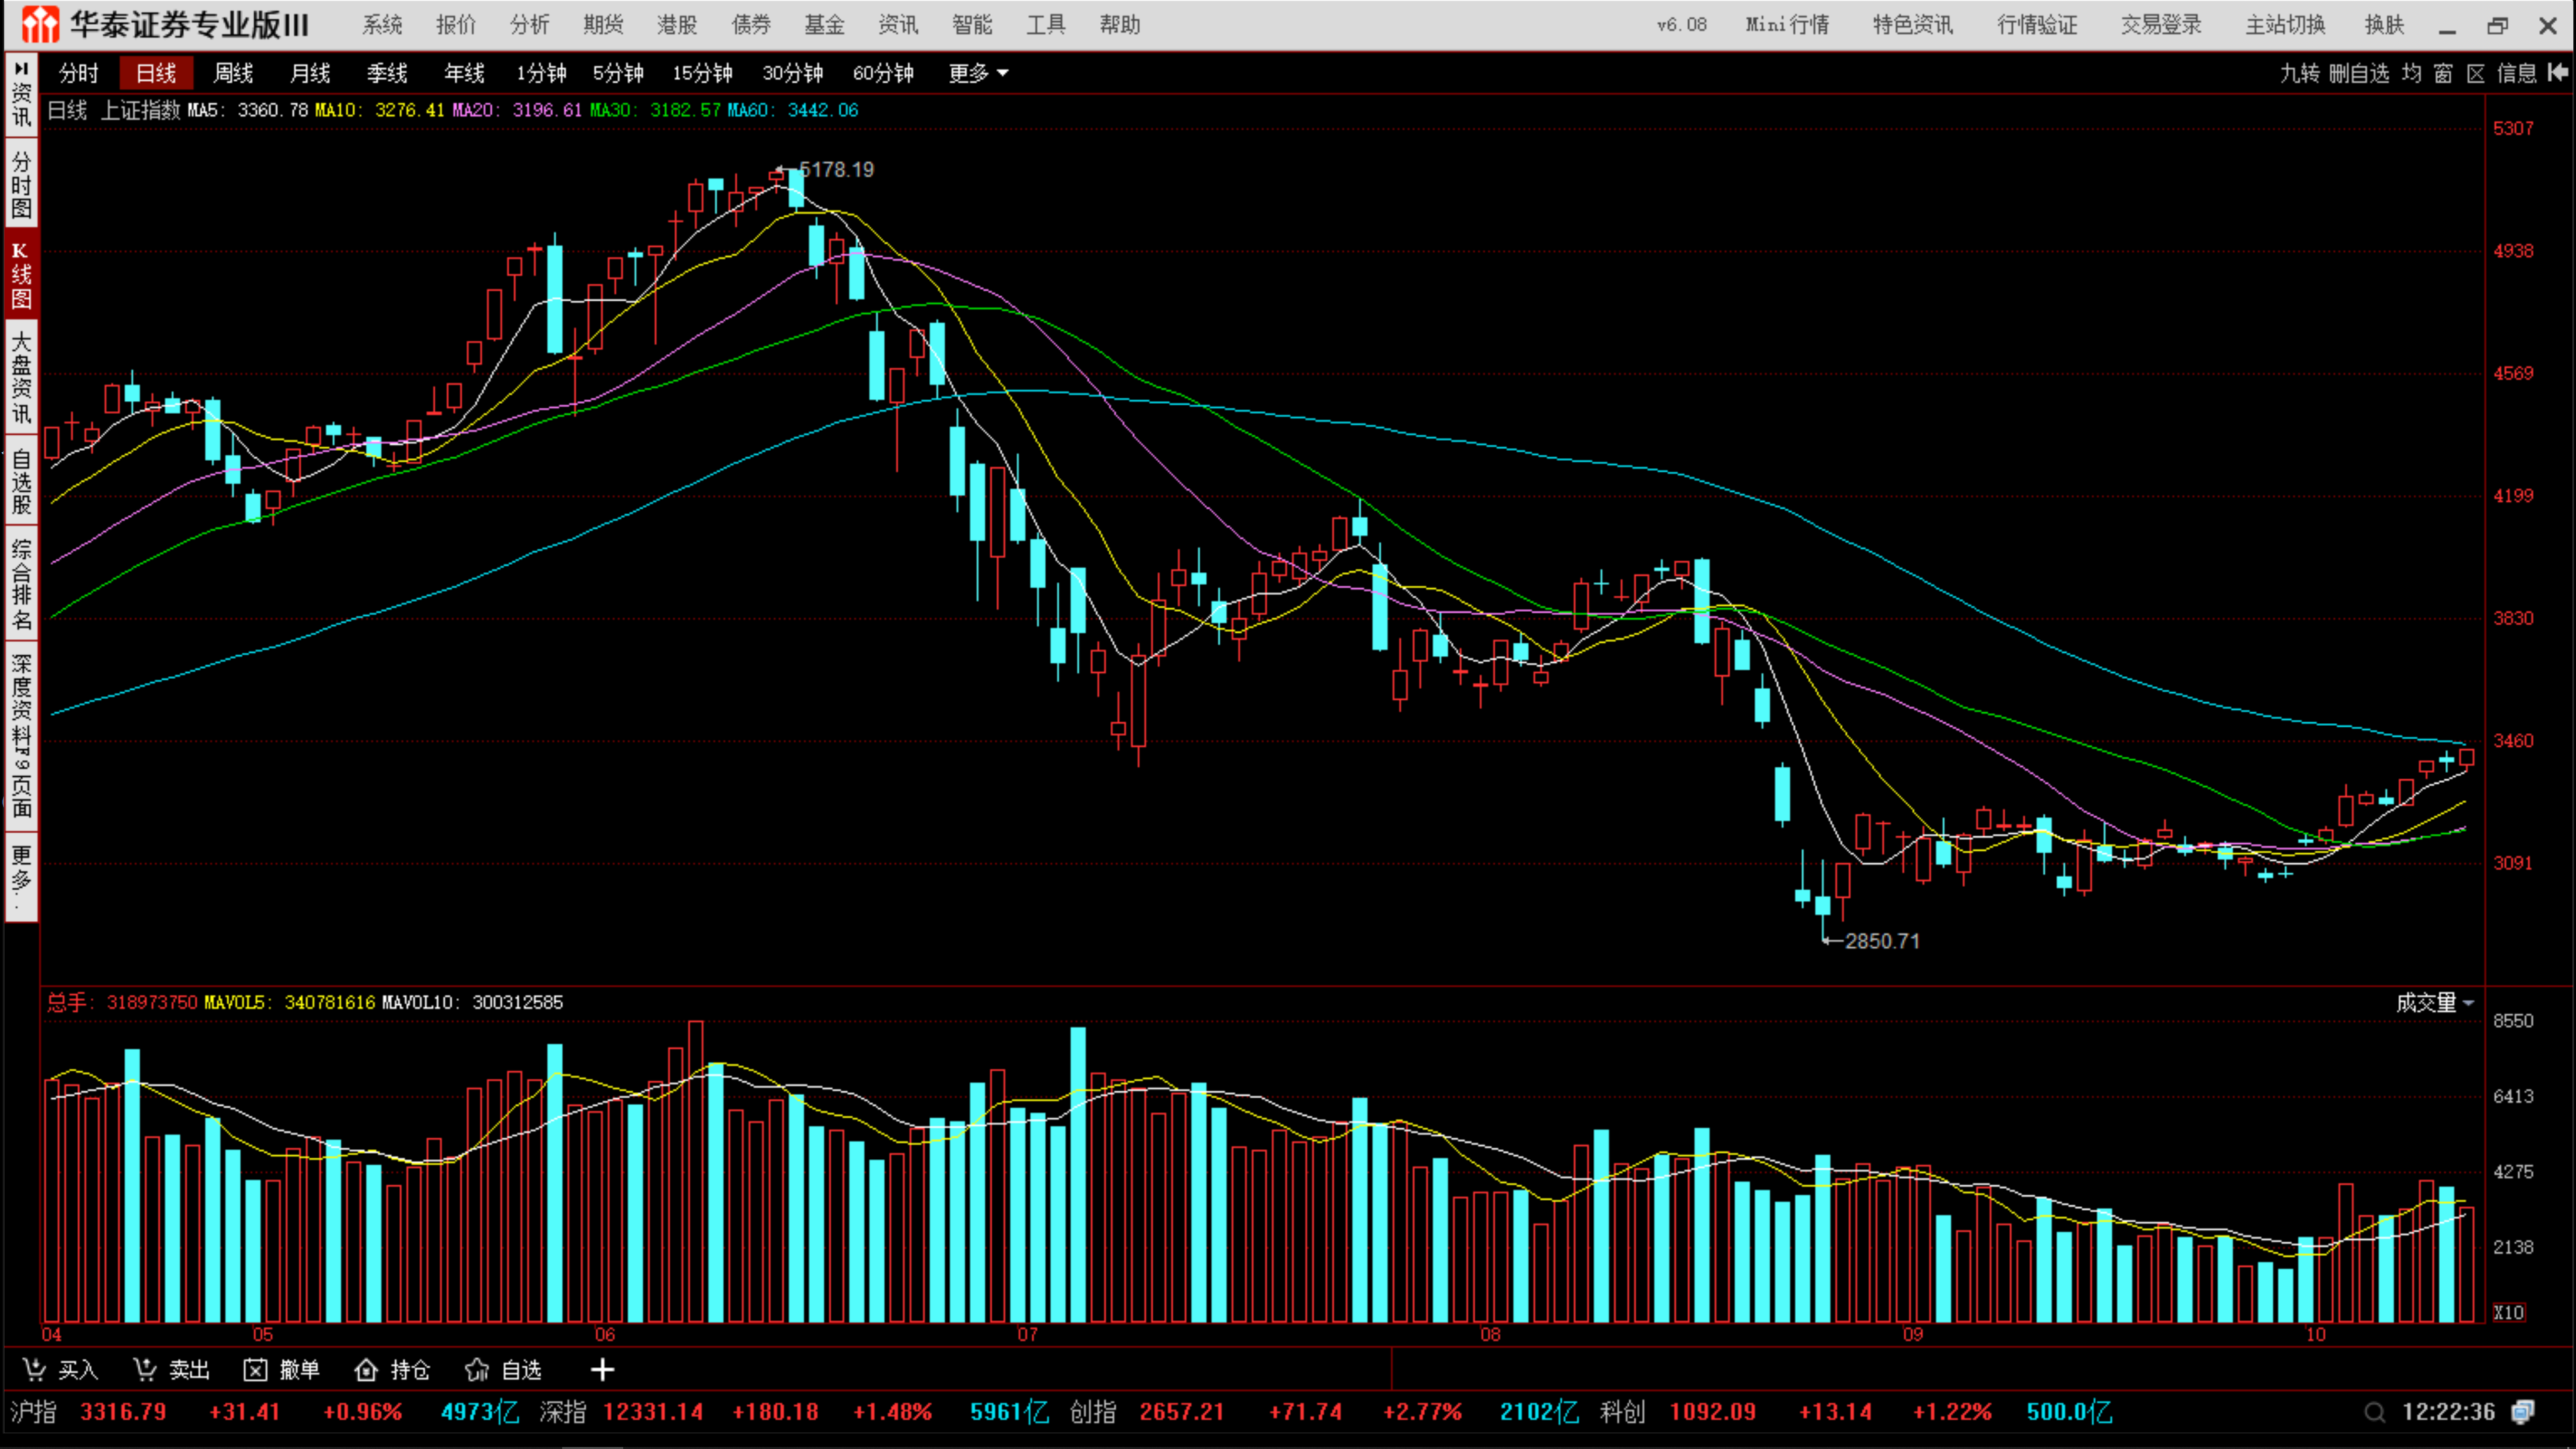 华泰证券专业版III 系统 报价 分析 期货 港股 债券 基金 资讯 智能 工具 帮助 v6.08 Mini行情 特色资讯 行情验证 交易登录 主站切换 换肤
分时 日线 周线 月线 季线 年线 1分钟 5分钟 15分钟 30分钟 60分钟 更多 九转 删自选 均 窗 区 信息
资讯
分时图
K线图
大盘资讯
自选股
综合排名
深度资料F9页面
更多..
日线 上证指数 MA5: 3360.78 MA10: 3276.41 MA20: 3196.61 MA30: 3182.57 MA60: 3442.06
5307
5178.19
4938
4569
4199
3830
3460
3091
2850.71
总手: 318973750 MAVOL5: 340781616 MAVOL10: 300312585 成交量
8550
6413
4275
2138
X10
04 05 06 07 08 09 10
买入 卖出 撤单 持仓 自选 +
沪指 3316.79 +31.41 +0.96% 4973亿 深指 12331.14 +180.18 +1.48% 5961亿 创指 2657.21 +71.74 +2.77% 2102亿 科创 1092.09 +13.14 +1.22% 500.0亿 12:22:36